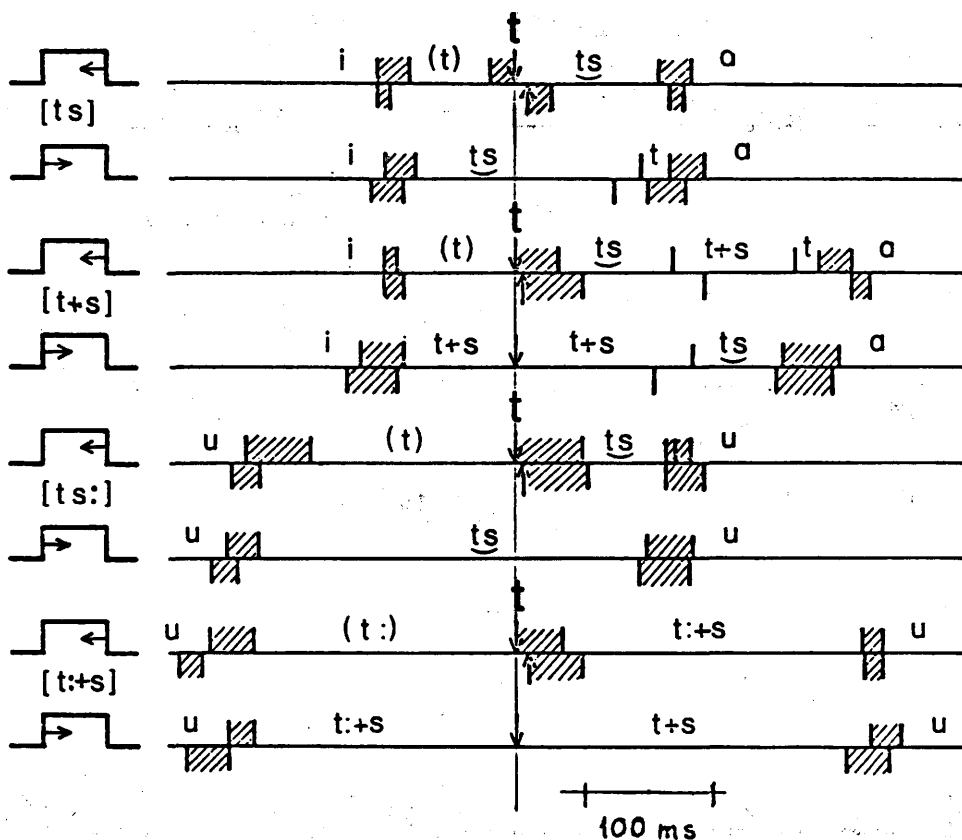 t
i (t) ts a
[ts]
i ts t a
t
i (t) ts t+s t a
[t+s]
i t+s t+s ts a
t
u (t) ts u
[ts:]
u ts u
t
u (t:) t:+s u
[t:+s]
u t:+s t+s u
100 ms